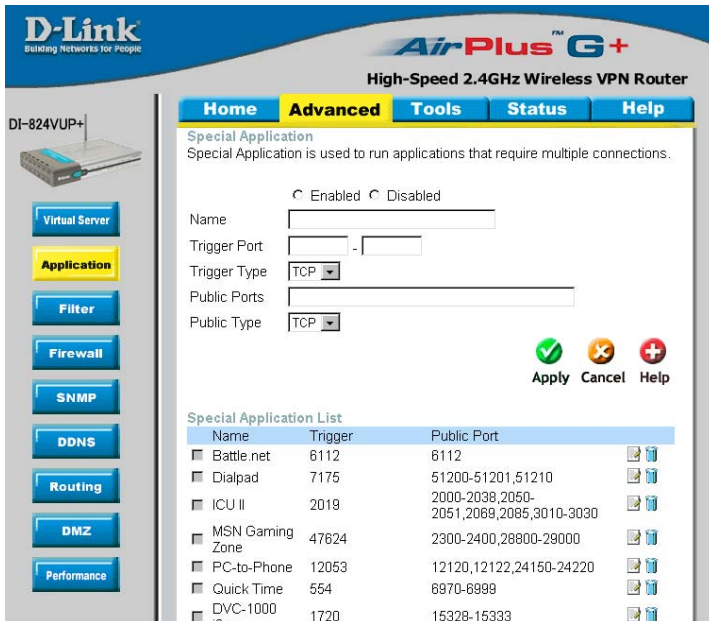 D-Link
Building Networks for People
AirPlus G+
TM
High-Speed 2.4GHz Wireless VPN Router
DI-824VUP+
Home Advanced Tools Status Help
Special Application
Special Application is used to run applications that require multiple connections.
Enabled Disabled
Name
Trigger Port -
Trigger Type TCP
Public Ports
Public Type TCP
Apply Cancel Help
Virtual Server
Application
Filter
Firewall
SNMP
DDNS
Routing
DMZ
Performance
Special Application List
Name Trigger Public Port
Battle.net 6112 6112
Dialpad 7175 51200-51201,51210
ICU II 2019 2000-2038,2050-
2051,2069,2085,3010-3030
MSN Gaming
Zone 47624 2300-2400,28800-29000
PC-to-Phone 12053 12120,12122,24150-24220
Quick Time 554 6970-6999
DVC-1000 1720 15328-15333